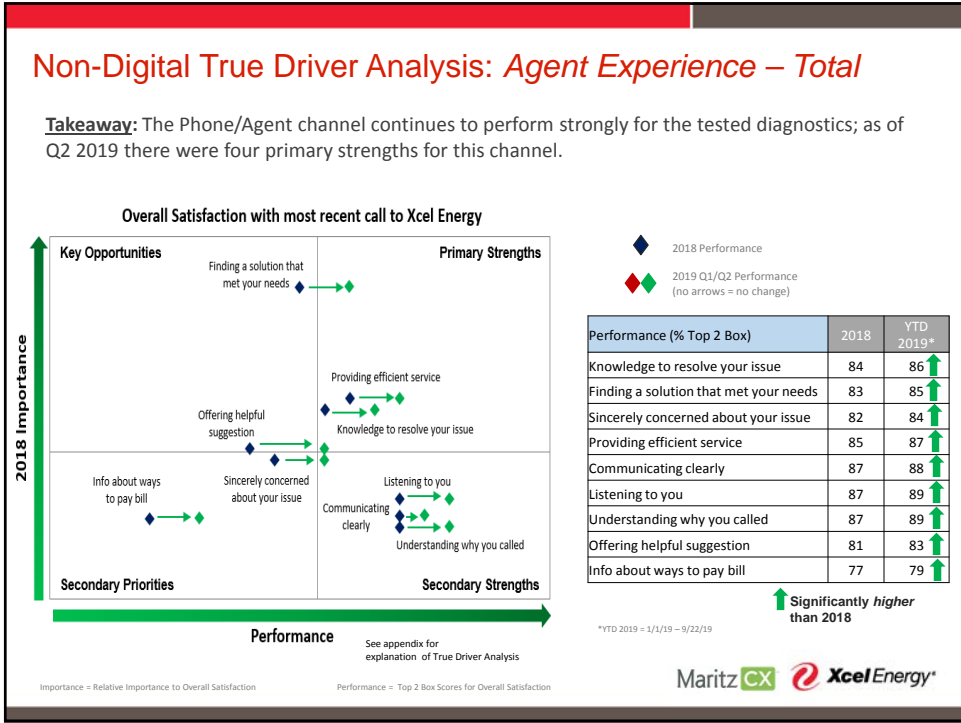 Non-Digital True Driver Analysis: Agent Experience – Total
Takeaway: The Phone/Agent channel continues to perform strongly for the tested diagnostics; as of
Q2 2019 there were four primary strengths for this channel.
Overall Satisfaction with most recent call to Xcel Energy
Key Opportunities
Primary Strengths
Finding a solution that
met your needs
Providing efficient service
Knowledge to resolve your issue
Offering helpful
suggestion
Sincerely concerned
about your issue
Info about ways
to pay bill
Listening to you
Communicating
clearly
Understanding why you called
Secondary Priorities
Secondary Strengths
2018 Importance
Performance
See appendix for
explanation of True Driver Analysis
Importance = Relative Importance to Overall Satisfaction
Performance = Top 2 Box Scores for Overall Satisfaction
2018 Performance
2019 Q1/Q2 Performance
(no arrows = no change)
Performance (% Top 2 Box) 2018 YTD 2019*
Knowledge to resolve your issue 84 86
Finding a solution that met your needs 83 85
Sincerely concerned about your issue 82 84
Providing efficient service 85 87
Communicating clearly 87 88
Listening to you 87 89
Understanding why you called 87 89
Offering helpful suggestion 81 83
Info about ways to pay bill 77 79
Significantly higher
than 2018
*YTD 2019 = 1/1/19 – 9/22/19
Maritz CX
Xcel Energy®